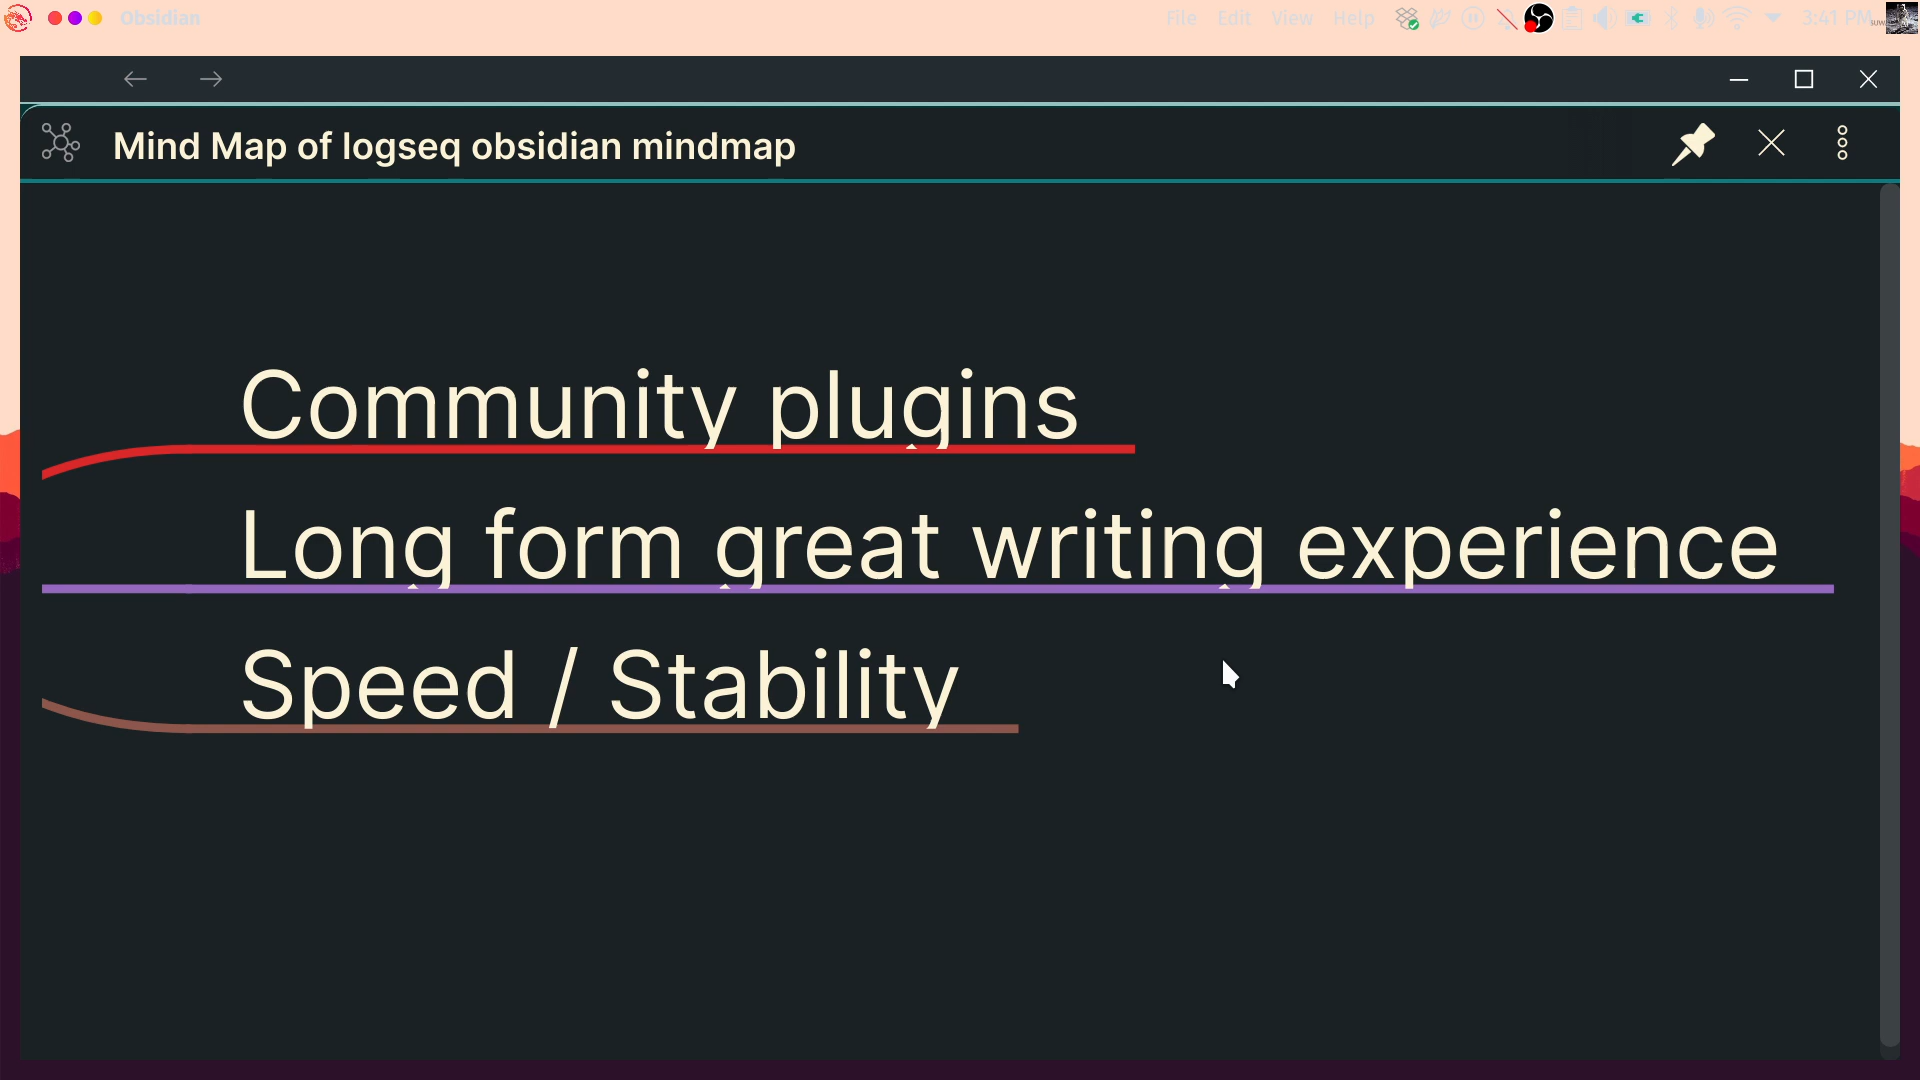 Obsidian
File Edit View Help
3:41 PM
Mind Map of logseq obsidian mindmap
Community plugins
Long form great writing experience
Speed / Stability